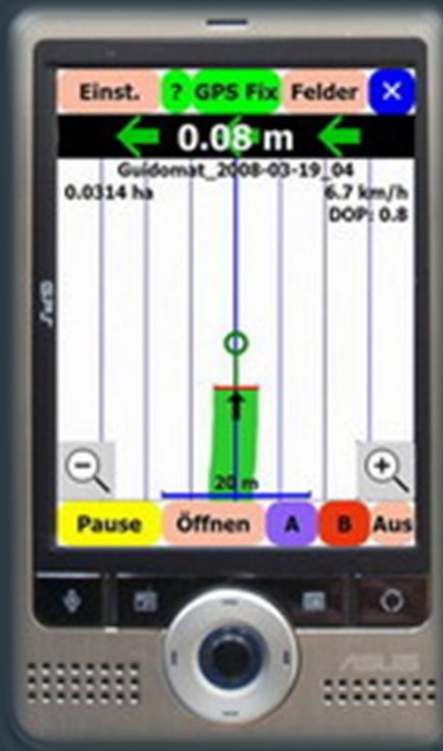 Einst. ? GPS Fix Felder ×
0.08 m
Guidomat_2008-03-19_04
0.0314 ha 6.7 km/h
DOP: 0.8
GPS
20 m
Pause Öffnen A B Aus
ASUS